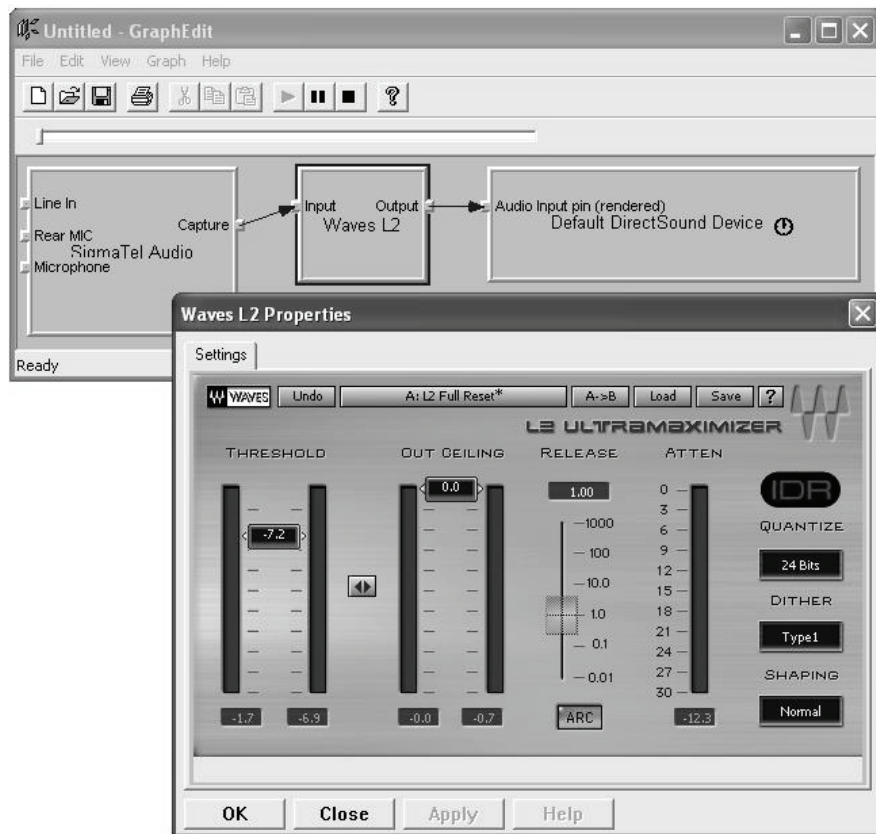 Untitled - GraphEdit
File Edit View Graph Help
Line In
Rear MIC
Microphone
Capture
SigmaTel Audio
Input Output
Waves L2
Audio Input pin (rendered)
Default DirectSound Device
Ready
Waves L2 Properties
Settings
WAVES Undo A: L2 Full Reset* A->B Load Save ?
L2 ULTRAMAXIMIZER
THRESHOLD OUT CEILING RELEASE ATTEN
-7.2
0.0
1.00
1000
100
10.0
1.0
0.1
0.01
0
3
6
9
12
15
18
21
24
27
30
IDR
QUANTIZE
24 Bits
DITHER
Type1
SHAPING
Normal
-1.7 -6.9 -0.0 -0.7 ARC -12.3
OK Close Apply Help